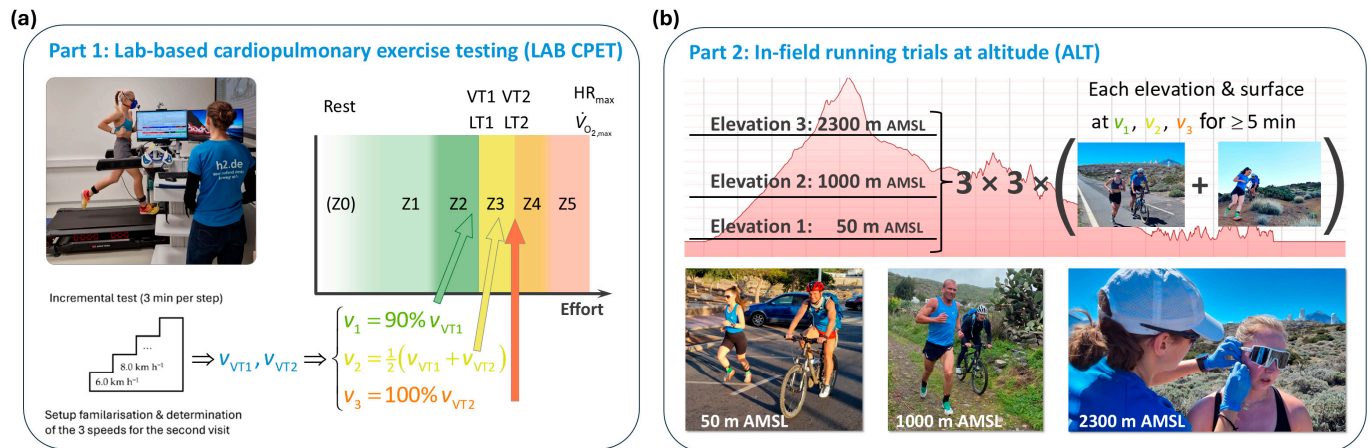 (a)
Part 1: Lab-based cardiopulmonary exercise testing (LAB CPET)
h2.de
Rest
VT1 VT2
LT1 LT2
HRmax
V̇O2,max
(Z0) Z1 Z2 Z3 Z4 Z5
Effort
Incremental test (3 min per step)
...
8.0 km h⁻¹
6.0 km h⁻¹
⇒ vVT1, vVT2 ⇒
v1 = 90% vVT1
v2 = ½(vVT1 + vVT2)
v3 = 100% vVT2
Setup familarisation & determination
of the 3 speeds for the second visit
(b)
Part 2: In-field running trials at altitude (ALT)
Elevation 3: 2300 m AMSL
Elevation 2: 1000 m AMSL
Elevation 1: 50 m AMSL
3 × 3 × ( + )
Each elevation & surface
at v1, v2, v3 for ≥ 5 min
50 m AMSL
1000 m AMSL
2300 m AMSL